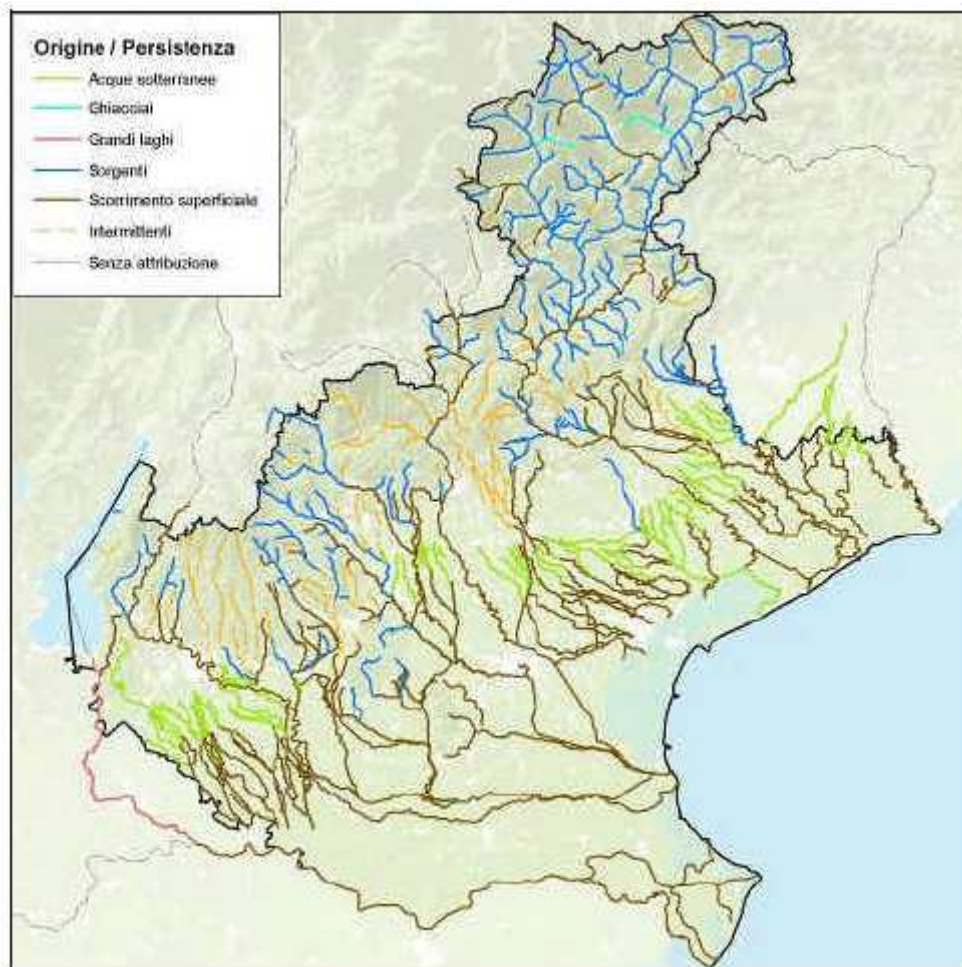 Origine / Persistenza
Acque sotterranee
Ghiacciai
Grandi laghi
Sorgenti
Scorrimento superficiale
Intermittenti
Senza attribuzione